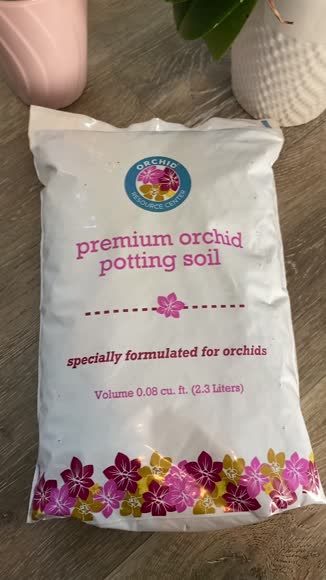 ORCHID
RESOURCE CENTER
premium orchid
potting soil
specially formulated for orchids
Volume 0.08 cu. ft. (2.3 Liters)